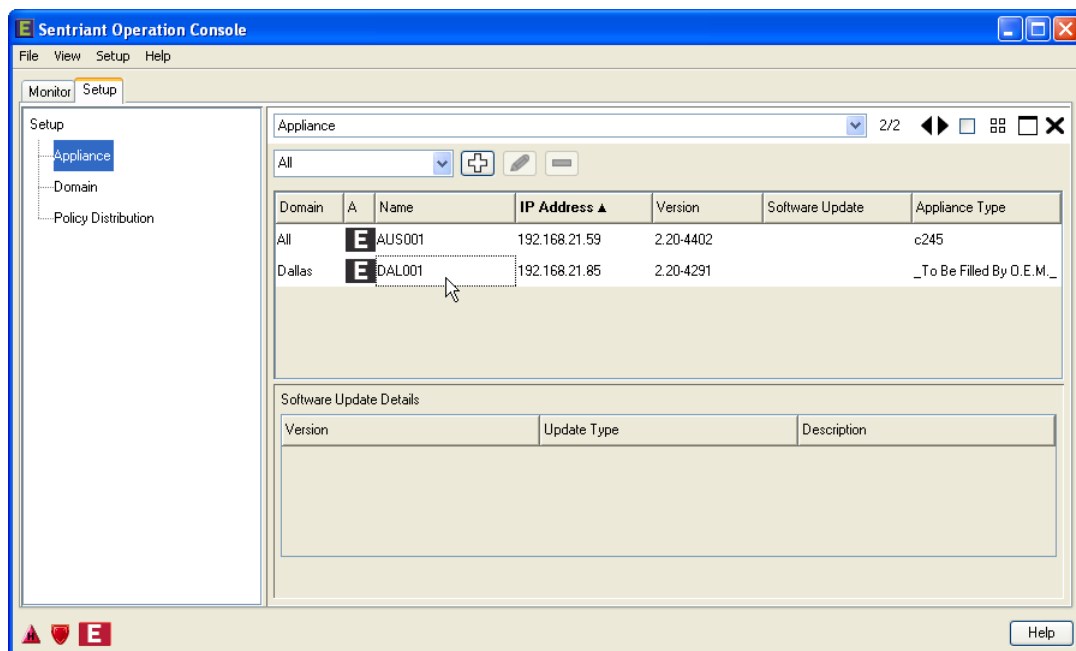 E Sentriant Operation Console
File View Setup Help
Monitor Setup
Setup
Appliance
Domain
Policy Distribution
Appliance 2/2
All
Domain A Name IP Address ▲ Version Software Update Appliance Type
All E AUS001 192.168.21.59 2.20-4402 c245
Dallas E DAL001 192.168.21.85 2.20-4291 _To Be Filled By O.E.M._
Software Update Details
Version Update Type Description
H E Help